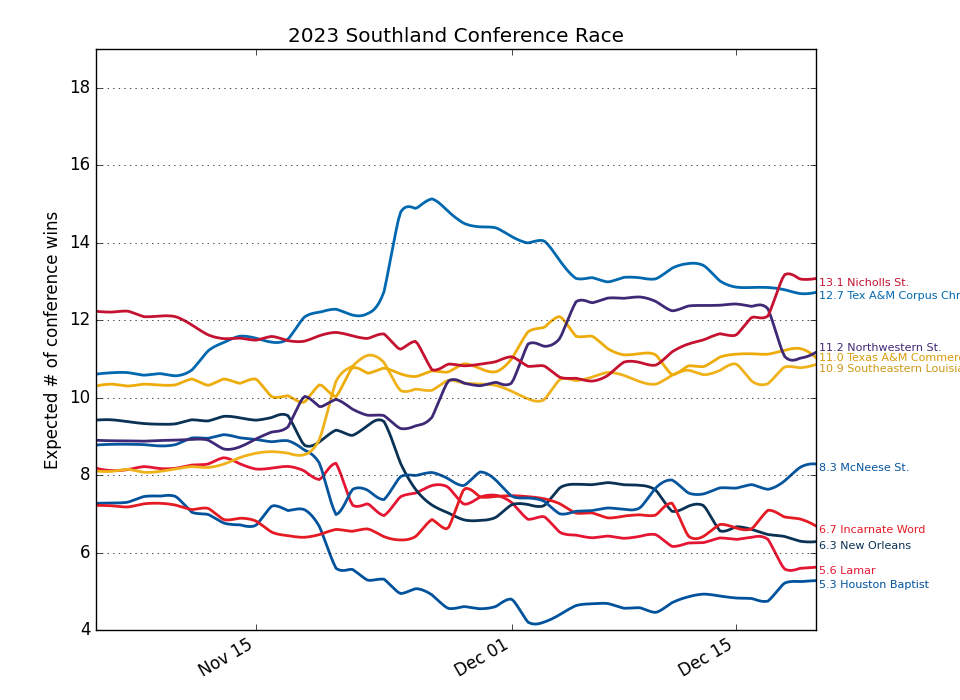 2023 Southland Conference Race
Expected # of conference wins
18
16
14
12
10
8
6
4
Nov 15
Dec 01
Dec 15
13.1 Nicholls St.
12.7 Tex A&M Corpus Chr
11.2 Northwestern St.
11.0 Texas A&M Commerc
10.9 Southeastern Louisia
8.3 McNeese St.
6.7 Incarnate Word
6.3 New Orleans
5.6 Lamar
5.3 Houston Baptist